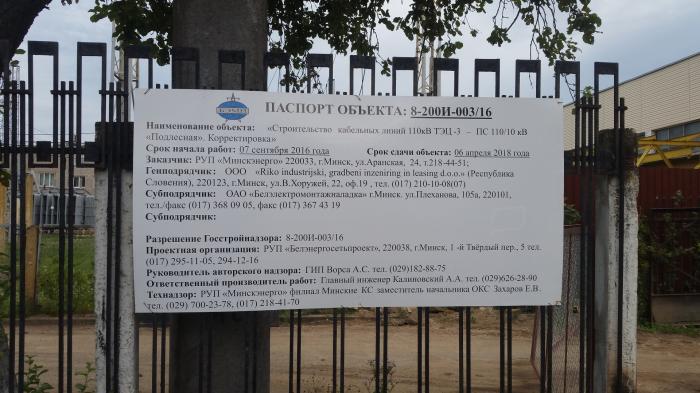 ПАСПОРТ ОБЪЕКТА: 8-200И-003/16
Наименование объекта: «Строительство кабельных линий 110кВ ТЭЦ-3 – ПС 110/10 кВ
«Подлесная». Корректировка»
Срок начала работ: 07 сентября 2016 года Срок сдачи объекта: 06 апреля 2018 года
Заказчик: РУП «Минскэнерго» 220033, г.Минск, ул.Аранская, 24, т.218-44-51;
Генподрядчик: ООО «Riko industrijski, gradbeni inzeniring in leasing d.o.o.» (Республика
Словения), 220123, г.Минск, ул.В.Хоружей, 22, оф.19 , тел. (017) 210-10-08(07)
Субподрядчик: ОАО «Белэлектромонтажналадка» г.Минск. ул.Плеханова, 105а, 220101,
тел./факс (017) 368 09 05, факс (017) 367 43 19
Субподрядчик:
Разрешение Госстройнадзора: 8-200И-003/16
Проектная организация: РУП «Белэнергосетьпроект», 220038, г.Минск, 1 -й Твёрдый пер., 5 тел.
(017) 295-11-05, 294-12-16
Руководитель авторского надзора: ГИП Ворса А.С. тел. (029)182-88-75
Ответственный производитель работ: Главный инженер Калиновский А.А. тел. (029)626-28-90
Технадзор: РУП «Минскэнерго» филиал Минские КС заместитель начальника ОКС Захаров Е.В.
тел. (029) 700-23-78, (017) 218-41-70